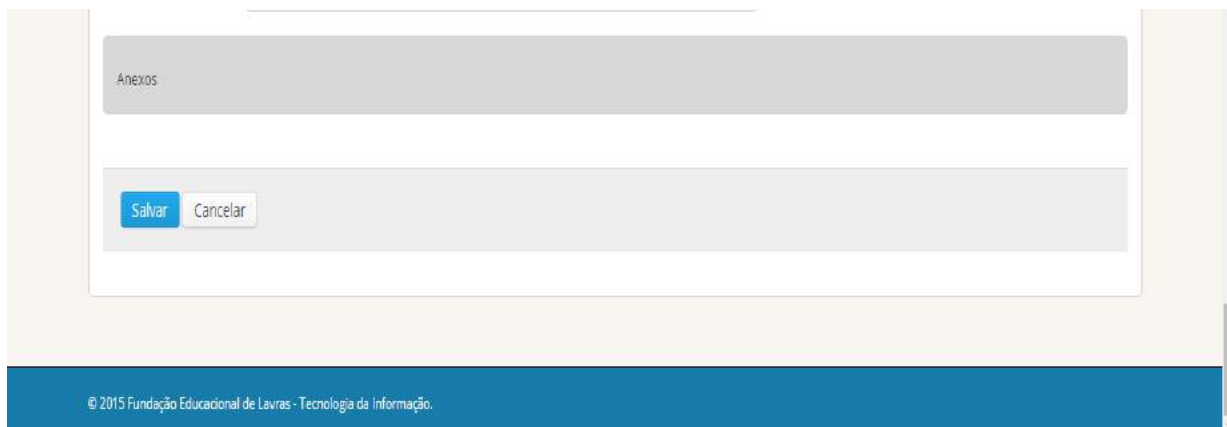 Anexos
Salvar Cancelar
© 2015 Fundação Educacional de Lavras - Tecnologia da Informação.